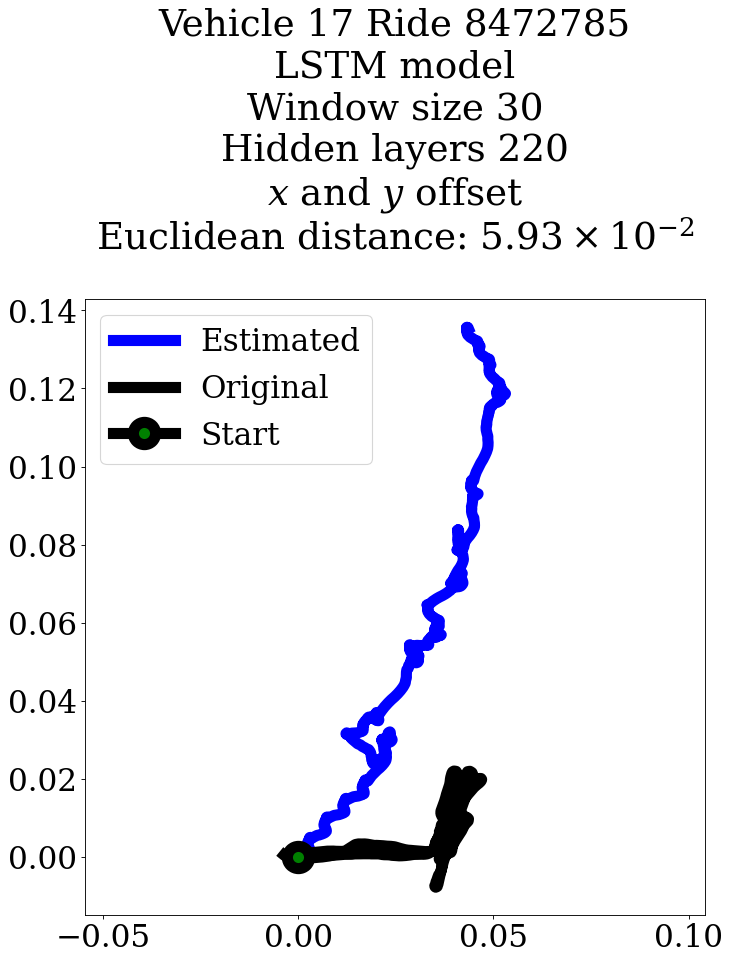 Vehicle 17 Ride 8472785
LSTM model
Window size 30
Hidden layers 220
x and y offset
Euclidean distance: 5.93 × 10⁻²
0.14
0.12
0.10
0.08
0.06
0.04
0.02
0.00
Estimated
Original
Start
−0.05
0.00
0.05
0.10